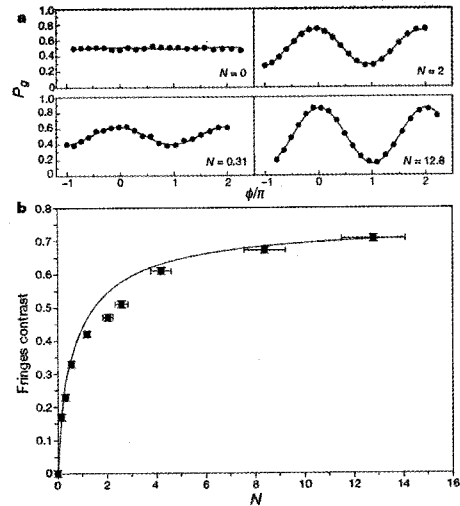 a
1.0
0.8
0.6
0.4
0.2
0
N = 0
N = 2
1.0
0.8
0.6
0.4
0.2
0
N = 0.31
N = 12.8
P_g
-1 0 1 2 -1 0 1 2
ϕ/π
b
0.8
0.7
0.6
0.5
0.4
0.3
0.2
0.1
0
Fringes contrast
0 2 4 6 8 10 12 14 16
N